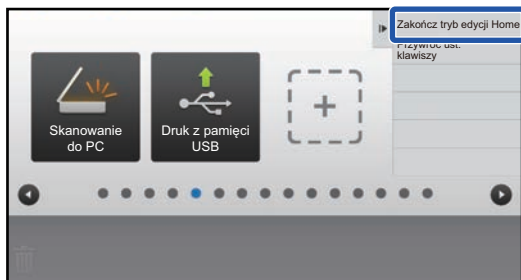 Zakończ tryb edycji Home
Przywróć ust.
klawiszy
Skanowanie
do PC
Druk z pamięci
USB